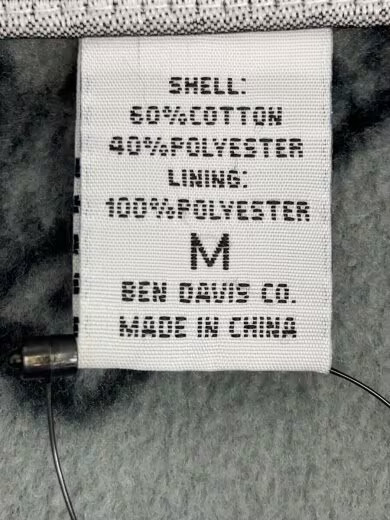 SHELL:
60%COTTON
40%POLYESTER
LINING:
100%POLYESTER
M
BEN DAVIS CO.
MADE IN CHINA